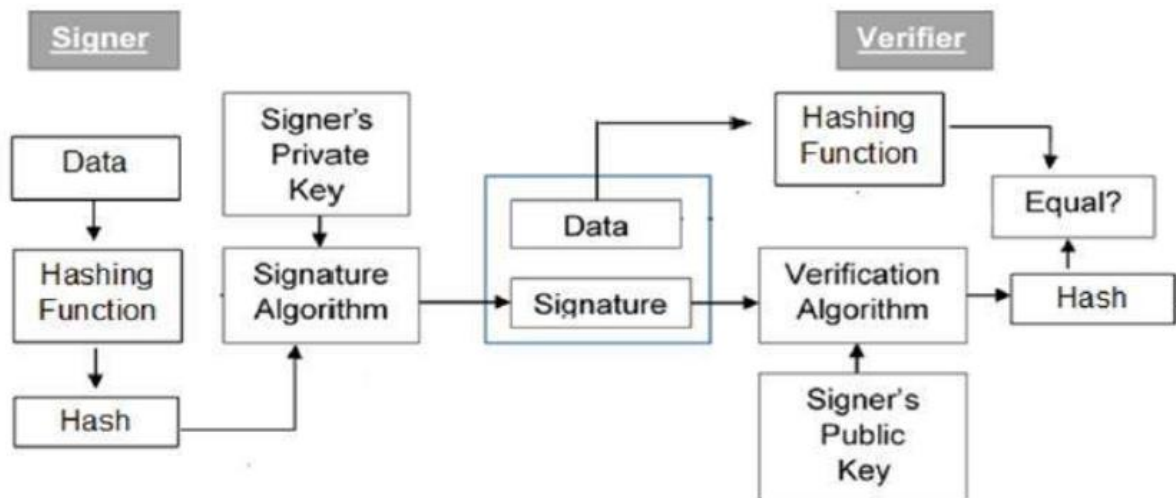 Signer
Verifier
Data
Hashing
Function
Hash
Signer's
Private
Key
Signature
Algorithm
Data
Signature
Hashing
Function
Verification
Algorithm
Signer's
Public
Key
Equal?
Hash